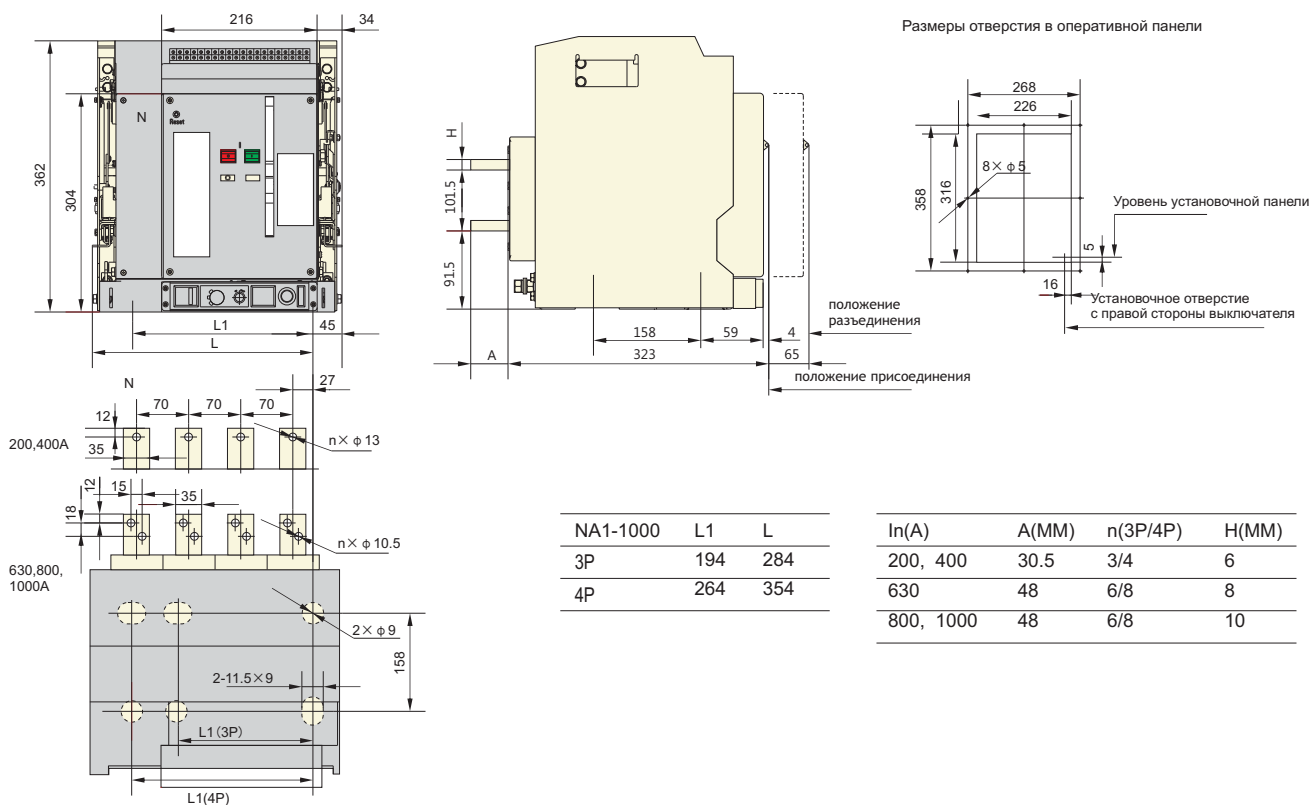 216
34
362
304
N
Reset
L1
45
L
N
27
70
70
70
12
200,400A
35
n× φ 13
12
15
35
18
n× φ 10.5
630,800,
1000A
2× φ 9
158
2-11.5×9
L1(3P)
L1(4P)
H
101.5
91.5
158
59
4
A
323
65
положение
разъединения
положение присоединения
Размеры отверстия в оперативной панели
268
226
358
316
8× φ 5
Уровень установочной панели
5
16
Установочное отверстие
с правой стороны выключателя
NA1-1000 L1 L
3P 194 284
4P 264 354
In(A) A(MM) n(3P/4P) H(MM)
200, 400 30.5 3/4 6
630 48 6/8 8
800, 1000 48 6/8 10